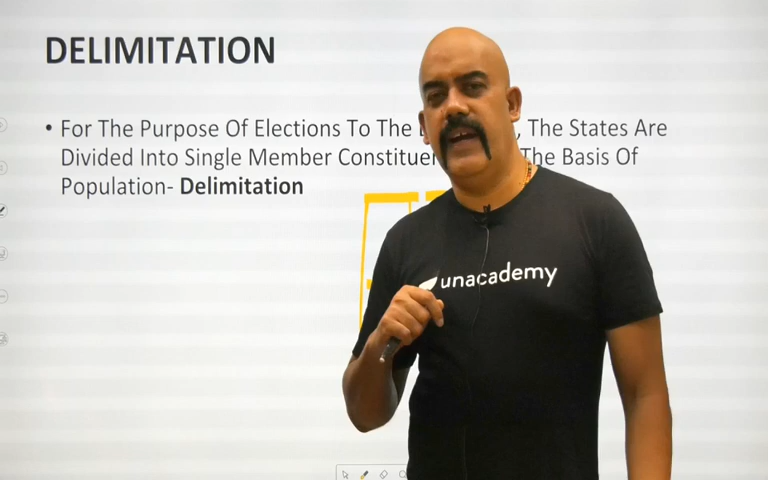 DELIMITATION
• For The Purpose Of Elections To The , The States Are
Divided Into Single Member The Basis Of
Population- Delimitation
unacademy